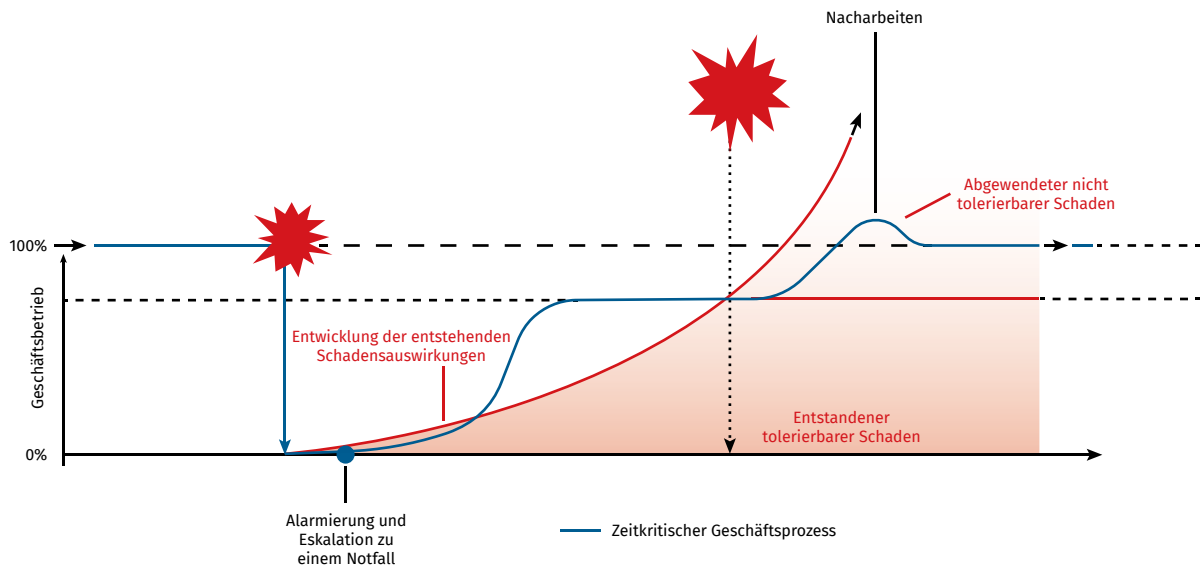 Nacharbeiten
Abgewendeter nicht
tolerierbarer Schaden
100%
Geschäftsbetrieb
Entwicklung der entstehenden
Schadensauswirkungen
Entstandener
tolerierbarer Schaden
0%
Alarmierung und
Eskalation zu
einem Notfall
Zeitkritischer Geschäftsprozess